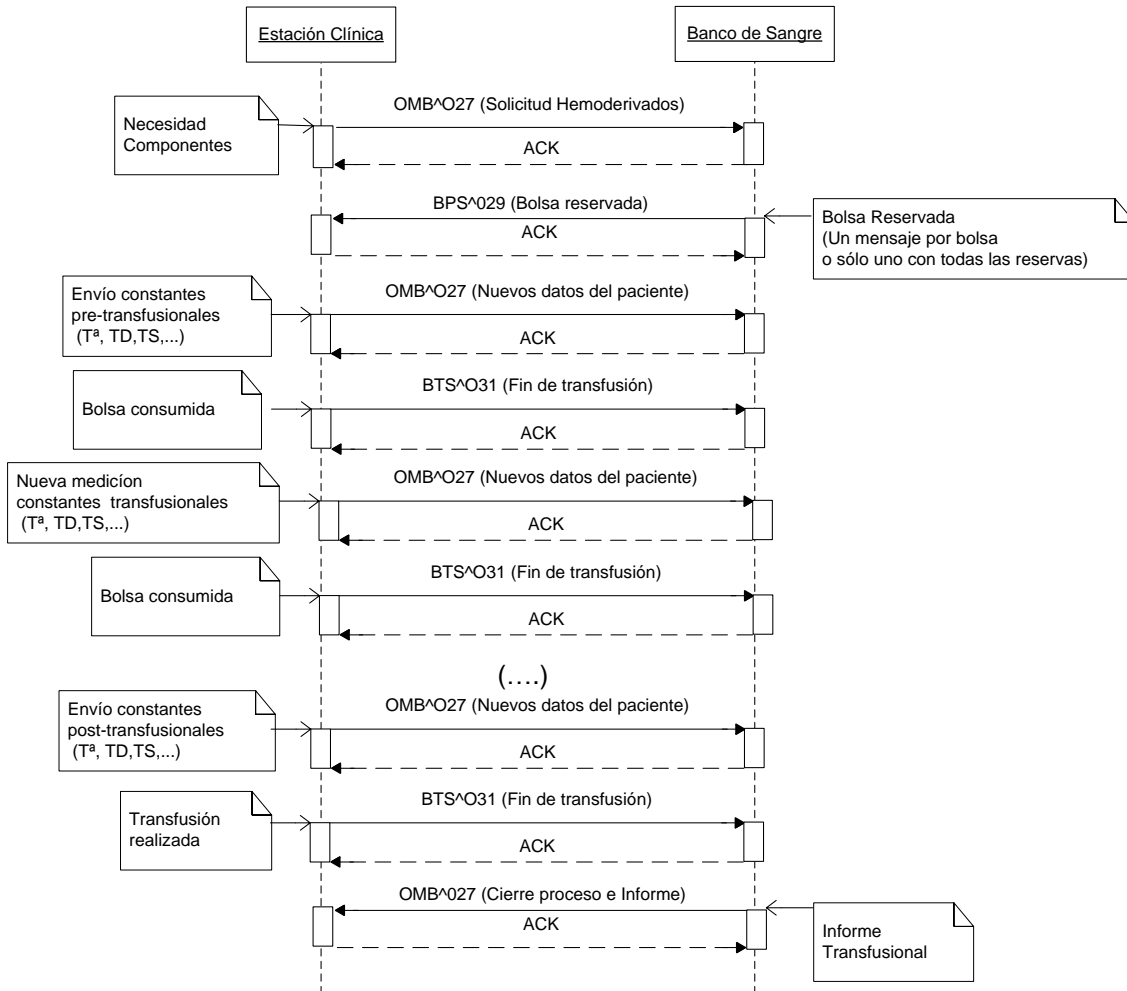 Estación Clínica
Banco de Sangre
OMB^O27 (Solicitud Hemoderivados)
Necesidad
Componentes
ACK
BPS^029 (Bolsa reservada)
ACK
Bolsa Reservada
(Un mensaje por bolsa
o sólo uno con todas las reservas)
Envío constantes
pre-transfusionales
(Tª, TD,TS,...)
OMB^O27 (Nuevos datos del paciente)
ACK
BTS^O31 (Fin de transfusión)
Bolsa consumida
ACK
Nueva medicíon
constantes transfusionales
(Tª, TD,TS,...)
OMB^O27 (Nuevos datos del paciente)
ACK
BTS^O31 (Fin de transfusión)
Bolsa consumida
ACK
(....)
Envío constantes
post-transfusionales
(Tª, TD,TS,...)
OMB^O27 (Nuevos datos del paciente)
ACK
BTS^O31 (Fin de transfusión)
Transfusión
realizada
ACK
OMB^027 (Cierre proceso e Informe)
ACK
Informe
Transfusional